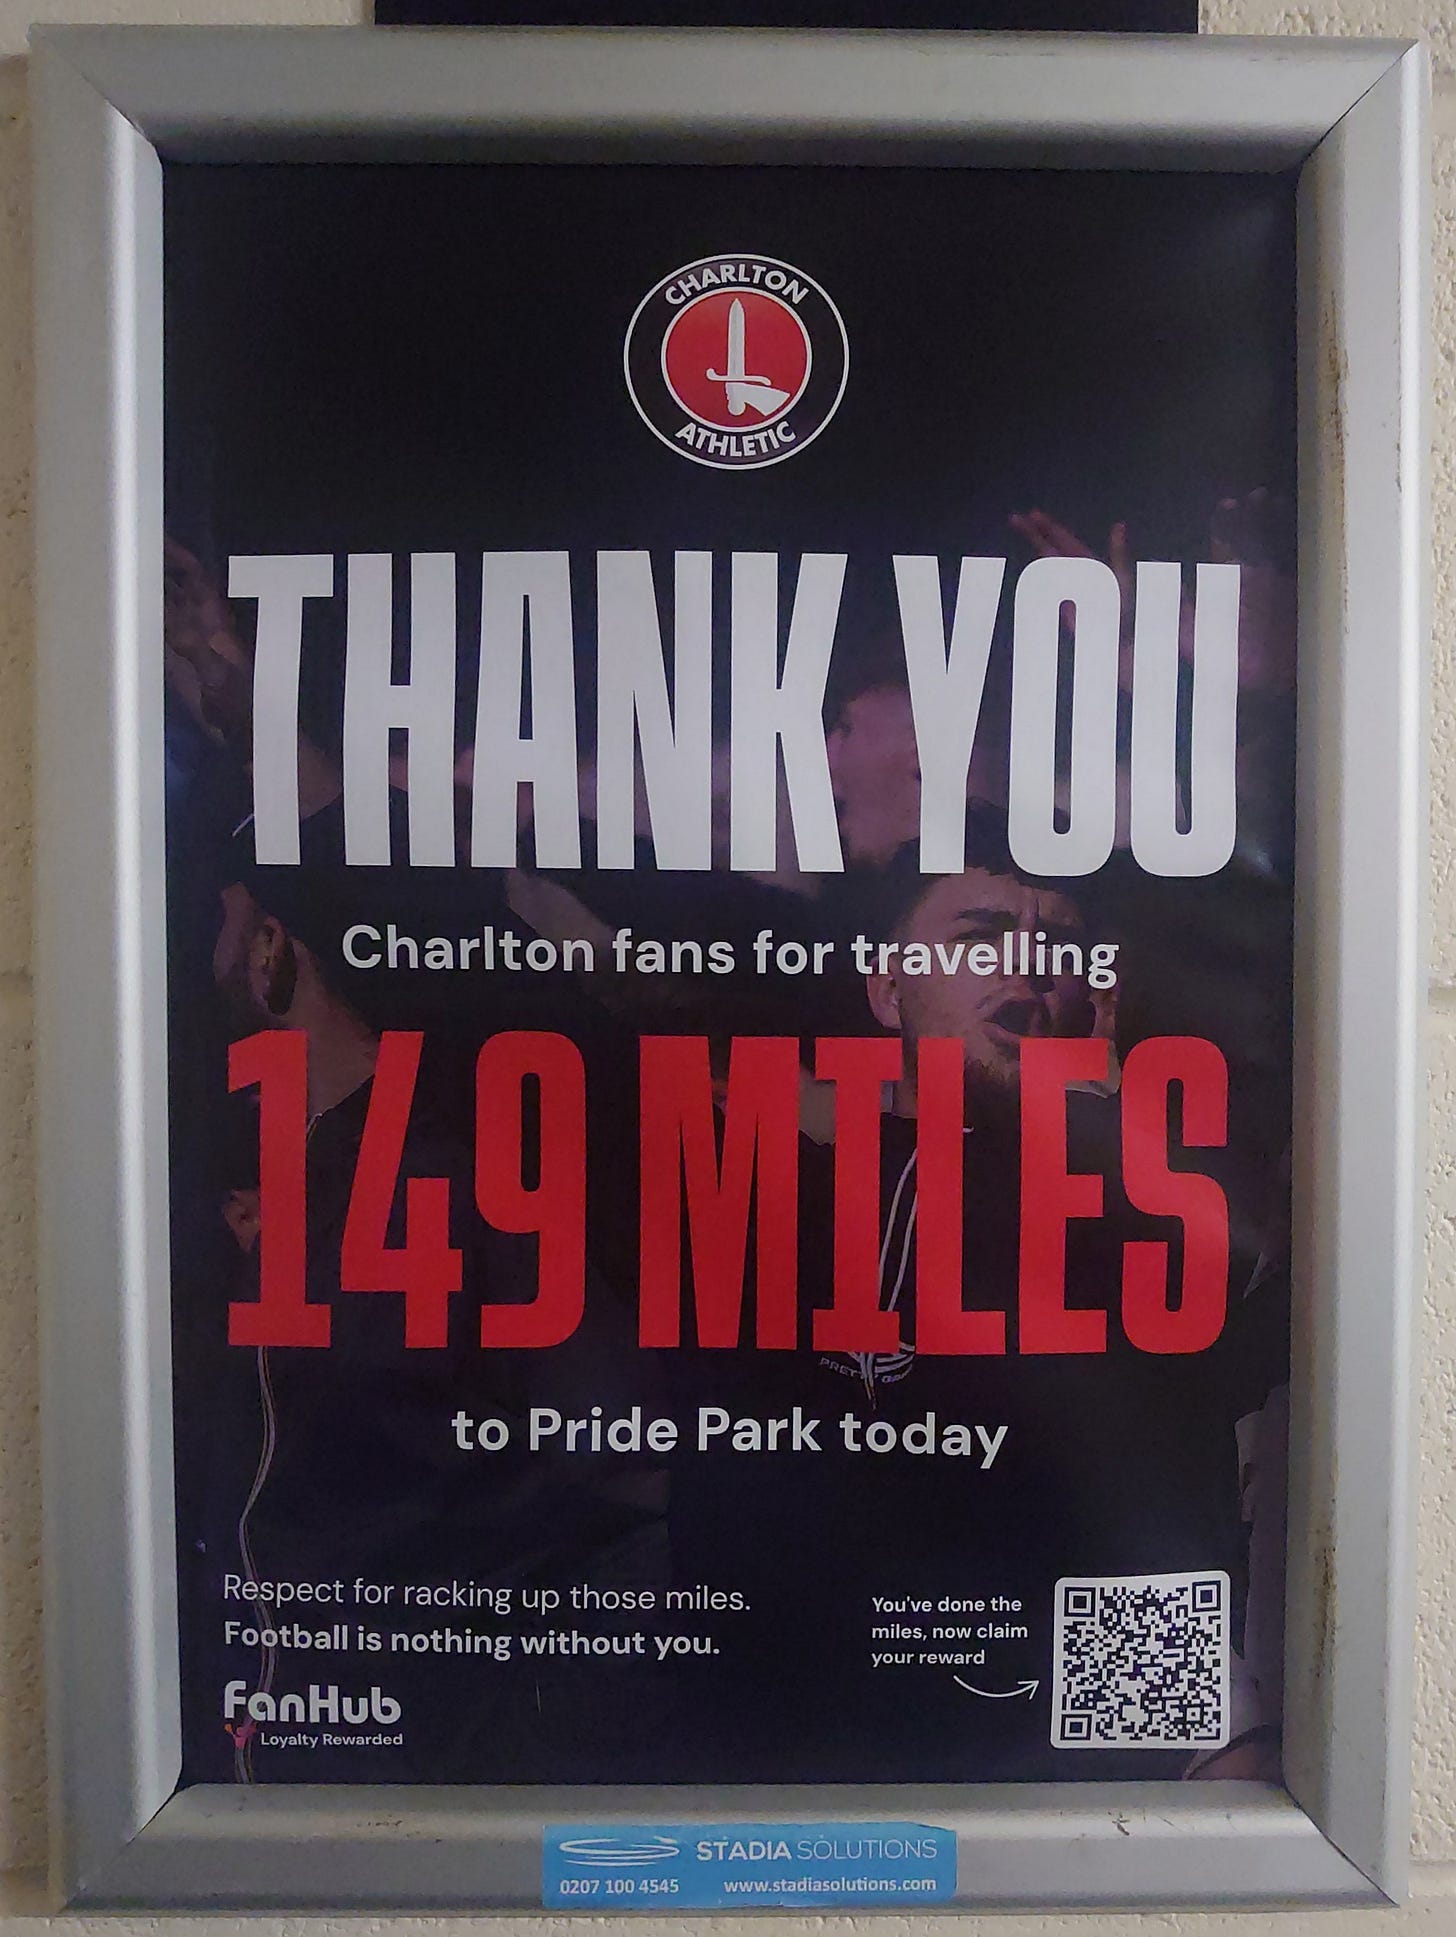 CHARLTON
ATHLETIC
THANK YOU
Charlton fans for travelling
149 MILES
to Pride Park today
Respect for racking up those miles.
Football is nothing without you.
FanHub
Loyalty Rewarded
You've done the
miles, now claim
your reward
STADIA SOLUTIONS
0207 100 4545 www.stadiasolutions.com